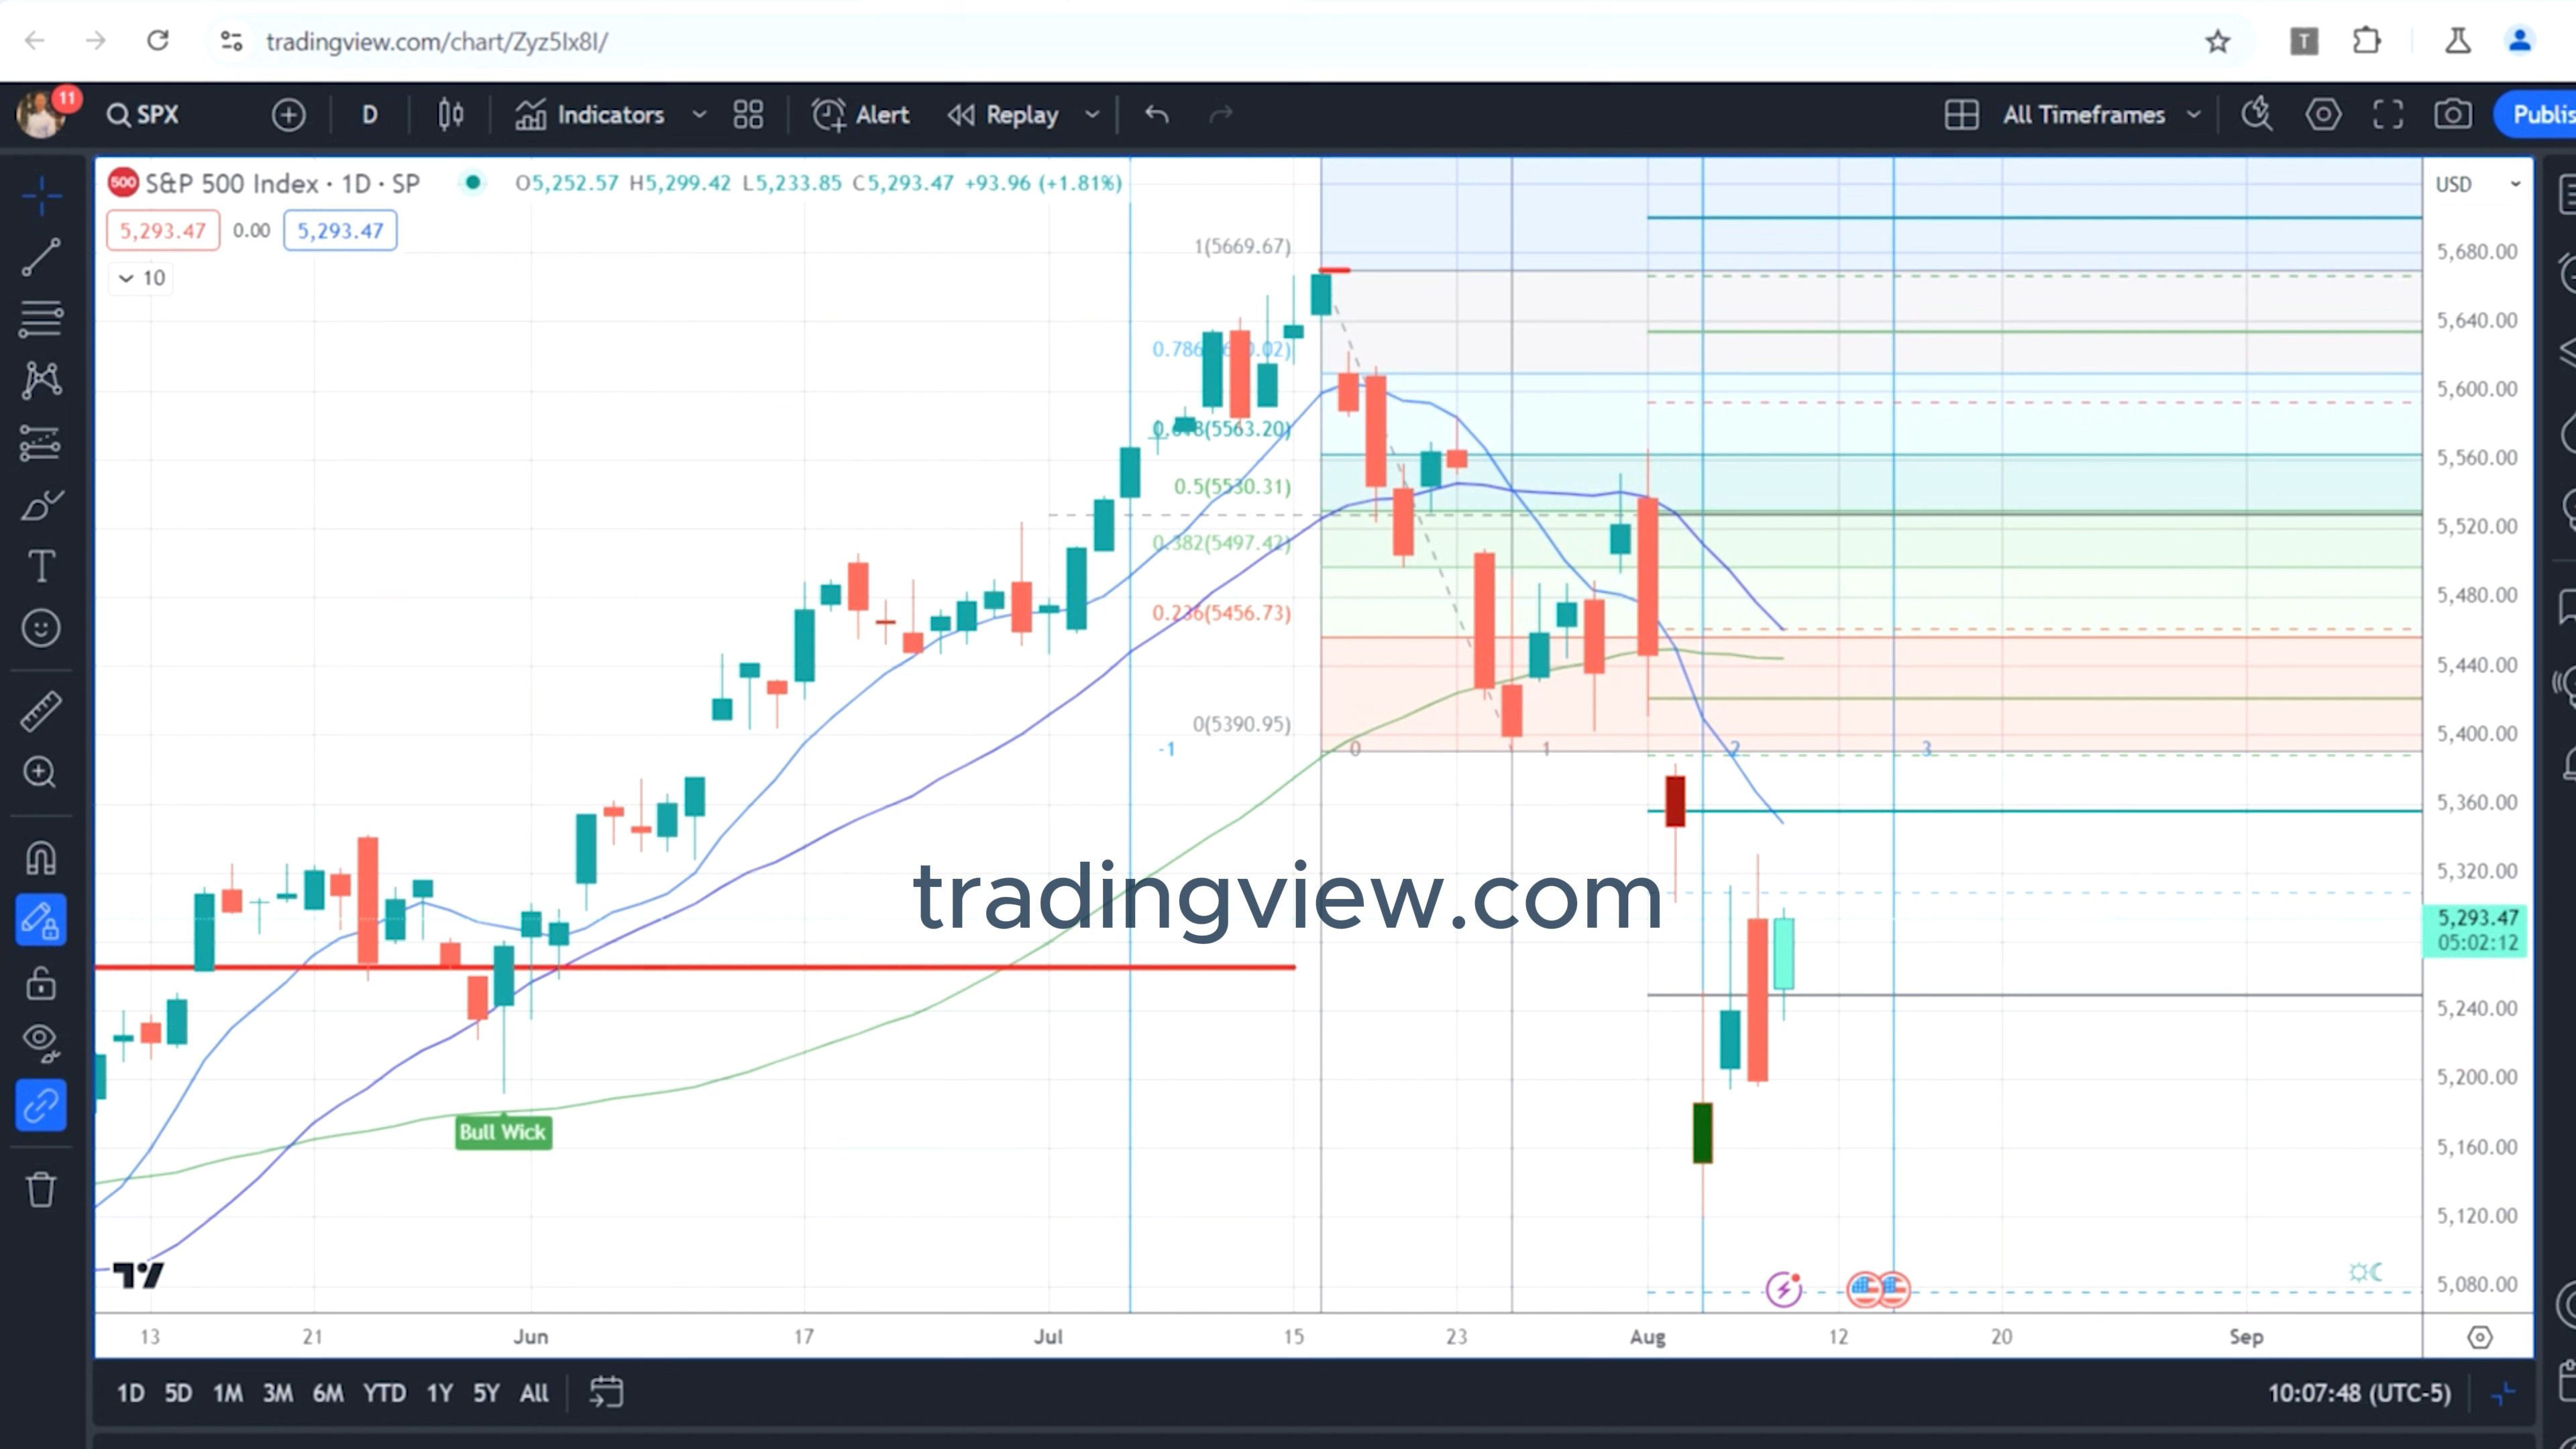 tradingview.com/chart/Zyz5Ix8I/
T
11
SPX
D
Indicators
Alert
Replay
All Timeframes
Publis
500 S&P 500 Index · 1D · SP
O5,252.57 H5,299.42 L5,233.85 C5,293.47 +93.96 (+1.81%)
USD
5,293.47 0.00 5,293.47
10
1(5669.67)
0.5(5530.31)
0.382(5497.42)
0.236(5456.73)
0(5390.95)
-1
0
1
2
3
5,680.00
5,640.00
5,600.00
5,560.00
5,520.00
5,480.00
5,440.00
5,400.00
5,360.00
5,320.00
5,293.47
05:02:12
5,240.00
5,200.00
5,160.00
5,120.00
5,080.00
tradingview.com
Bull Wick
13 21 Jun 17 Jul 15 23 Aug 12 20 Sep
1D 5D 1M 3M 6M YTD 1Y 5Y All
10:07:48 (UTC-5)